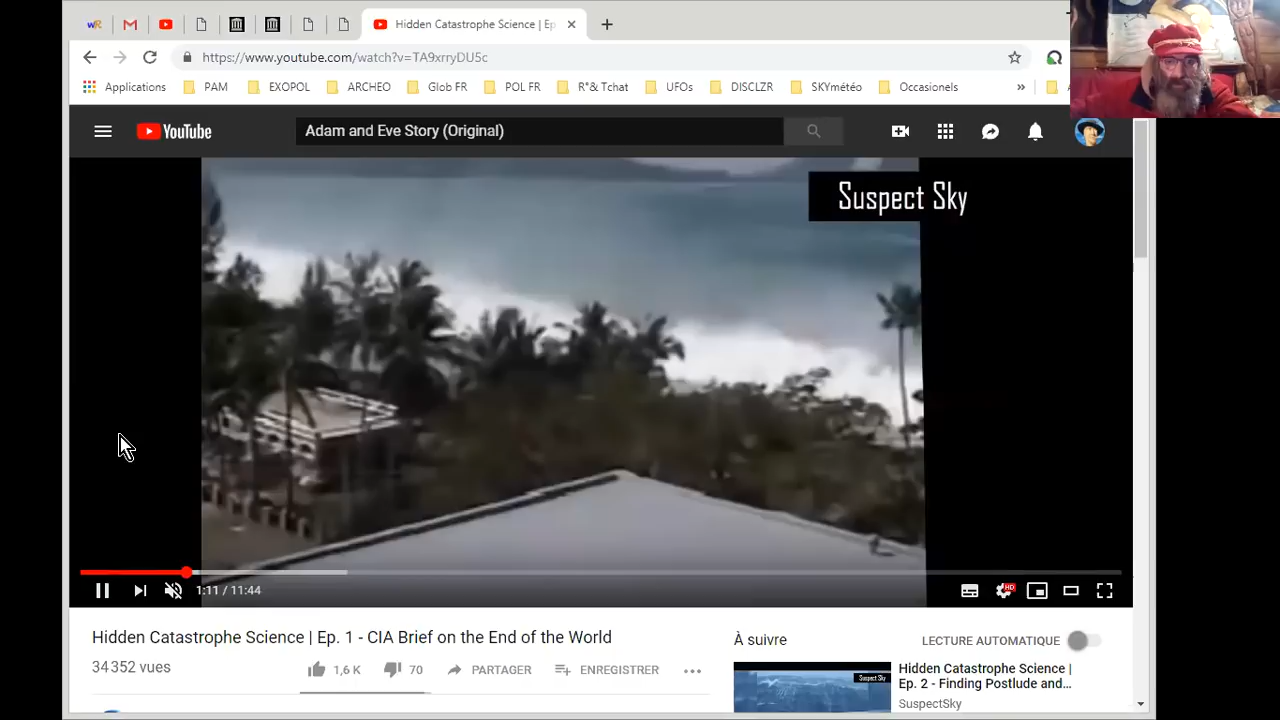 Hidden Catastrophe Science | Ep
https://www.youtube.com/watch?v=TA9xrryDU5c
Applications PAM EXOPOL ARCHEO Glob FR POL FR R*& Tchat UFOs DISCLZR SKYmétéo Occasionels »
YouTube
Adam and Eve Story (Original)
Suspect Sky
1:11 / 11:44
HD
Hidden Catastrophe Science | Ep. 1 - CIA Brief on the End of the World
34 352 vues
1,6 K 70 PARTAGER ENREGISTRER
À suivre
LECTURE AUTOMATIQUE
Suspect Sky
Hidden Catastrophe Science |
Ep. 2 - Finding Postlude and...
SuspectSky